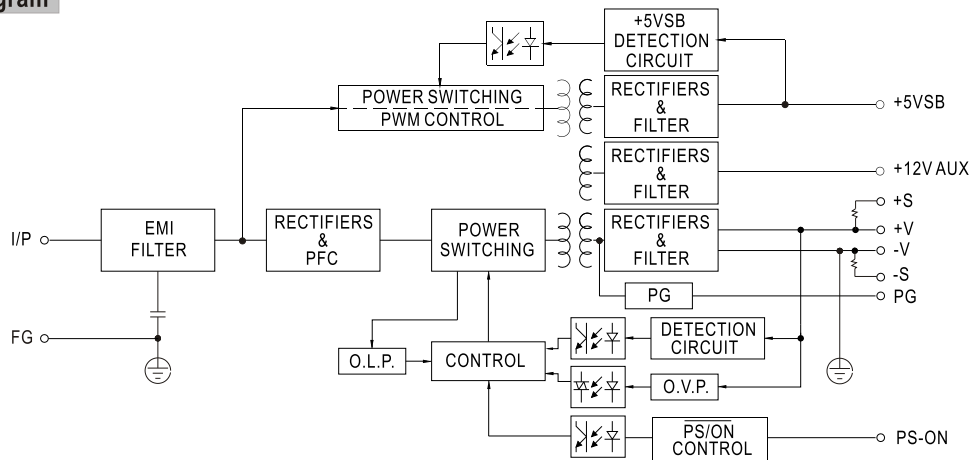 gram
+5VSB
DETECTION
CIRCUIT
POWER SWITCHING
PWM CONTROL
RECTIFIERS
&
FILTER
+5VSB
RECTIFIERS
&
FILTER
+12V AUX
I/P
EMI
FILTER
RECTIFIERS
&
PFC
POWER
SWITCHING
RECTIFIERS
&
FILTER
+S
+V
-V
-S
PG
PG
FG
O.L.P.
CONTROL
DETECTION
CIRCUIT
O.V.P.
PS/ON
CONTROL
PS-ON